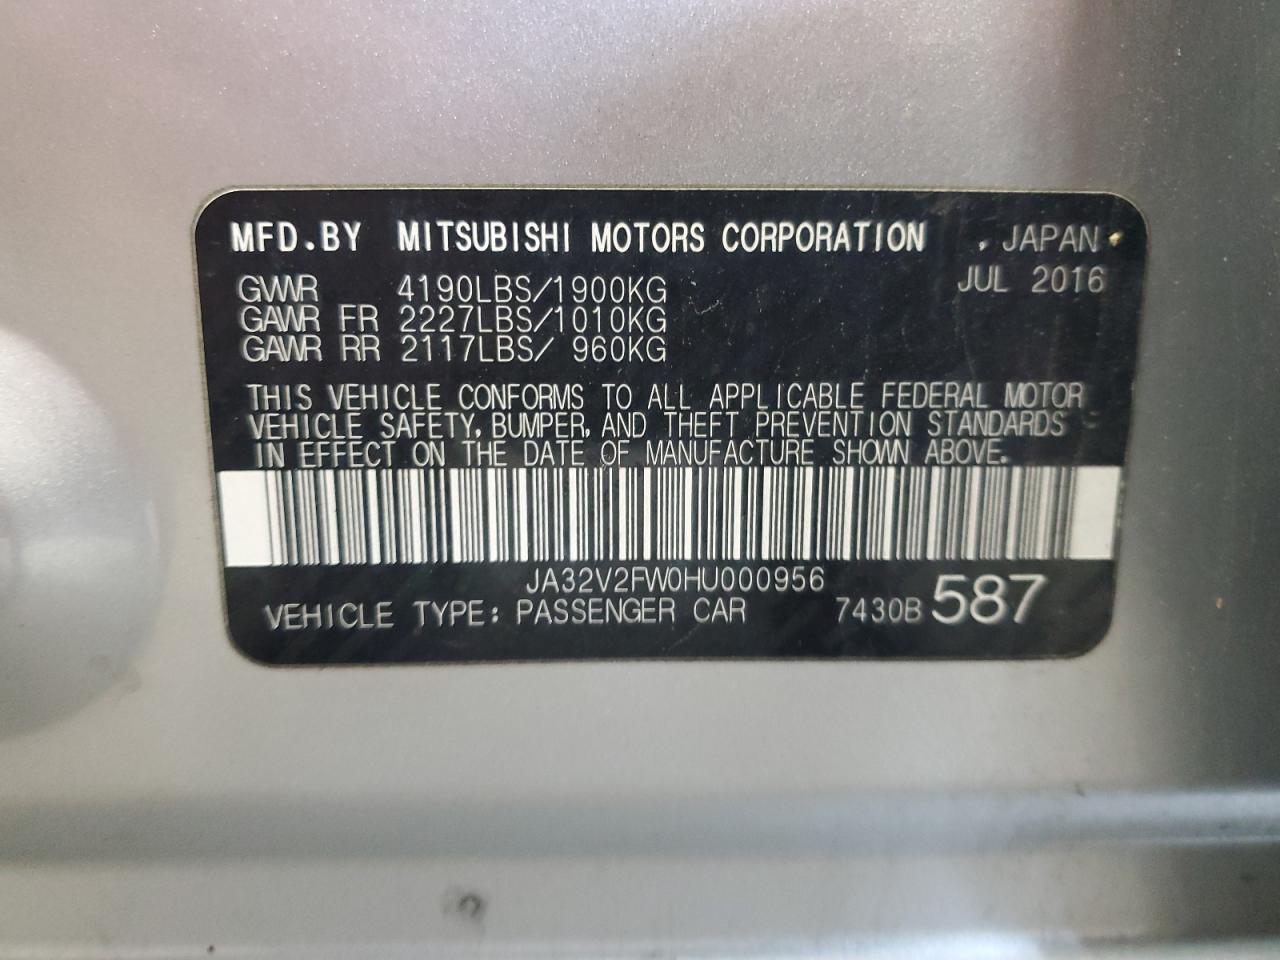 MFD.BY MITSUBISHI MOTORS CORPORATION . JAPAN
JUL 2016
GVWR 4190LBS/1900KG
GAWR FR 2227LBS/1010KG
GAWR RR 2117LBS/ 960KG
THIS VEHICLE CONFORMS TO ALL APPLICABLE FEDERAL MOTOR
VEHICLE SAFETY, BUMPER, AND THEFT PREVENTION STANDARDS
IN EFFECT ON THE DATE OF MANUFACTURE SHOWN ABOVE.
JA32V2FW0HU000956
VEHICLE TYPE: PASSENGER CAR 7430B 587